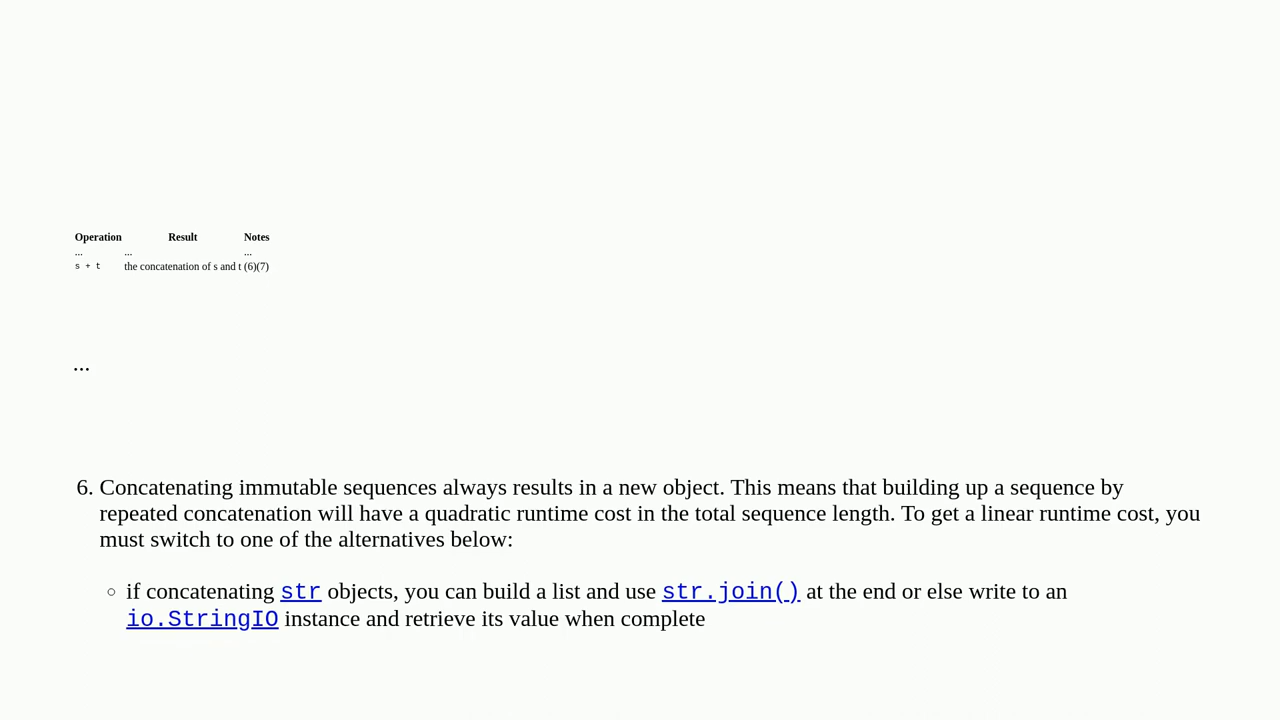 Operation Result Notes
... ... ...
s + t the concatenation of s and t (6)(7)
...
6. Concatenating immutable sequences always results in a new object. This means that building up a sequence by
repeated concatenation will have a quadratic runtime cost in the total sequence length. To get a linear runtime cost, you
must switch to one of the alternatives below:
◦ if concatenating str objects, you can build a list and use str.join() at the end or else write to an
io.StringIO instance and retrieve its value when complete